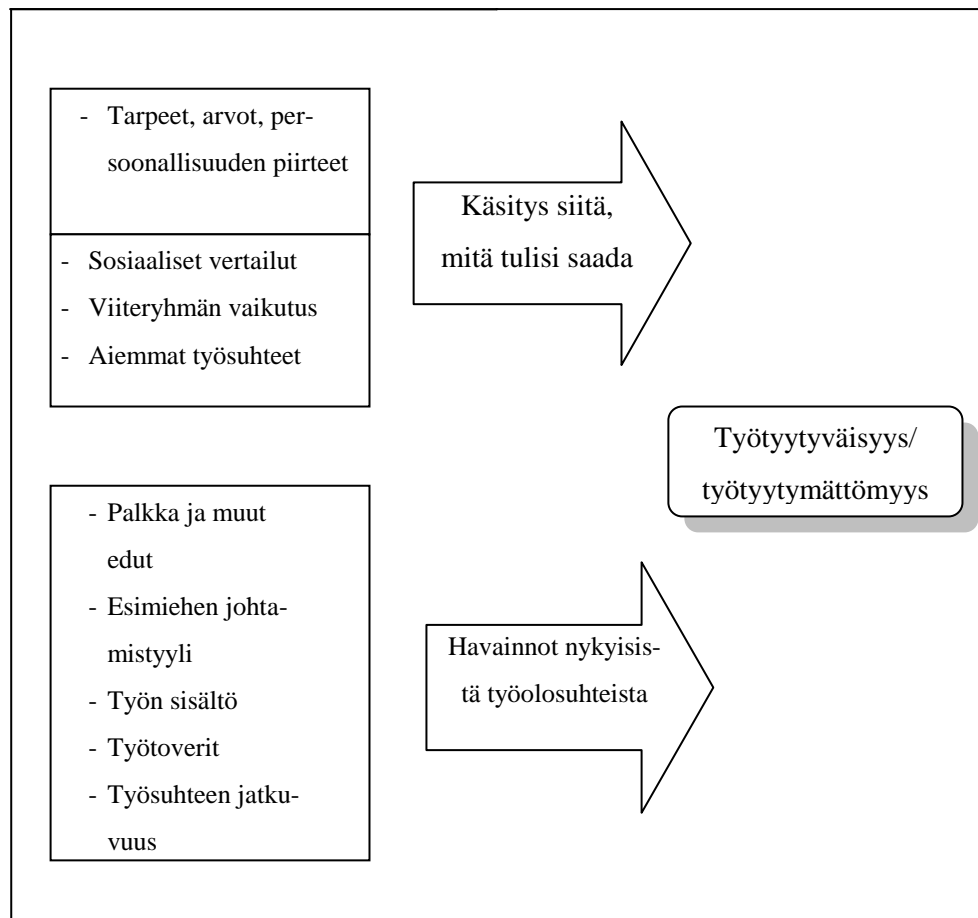 - Tarpeet, arvot, per-
soonallisuuden piirteet
- Sosiaaliset vertailut
- Viiteryhmän vaikutus
- Aiemmat työsuhteet
Käsitys siitä,
mitä tulisi saada
Työtyytyväisyys/
työtyytymättömyys
- Palkka ja muut
edut
- Esimiehen johta-
mistyyli
- Työn sisältö
- Työtoverit
- Työsuhteen jatku-
vuus
Havainnot nykyisis-
tä työolosuhteista